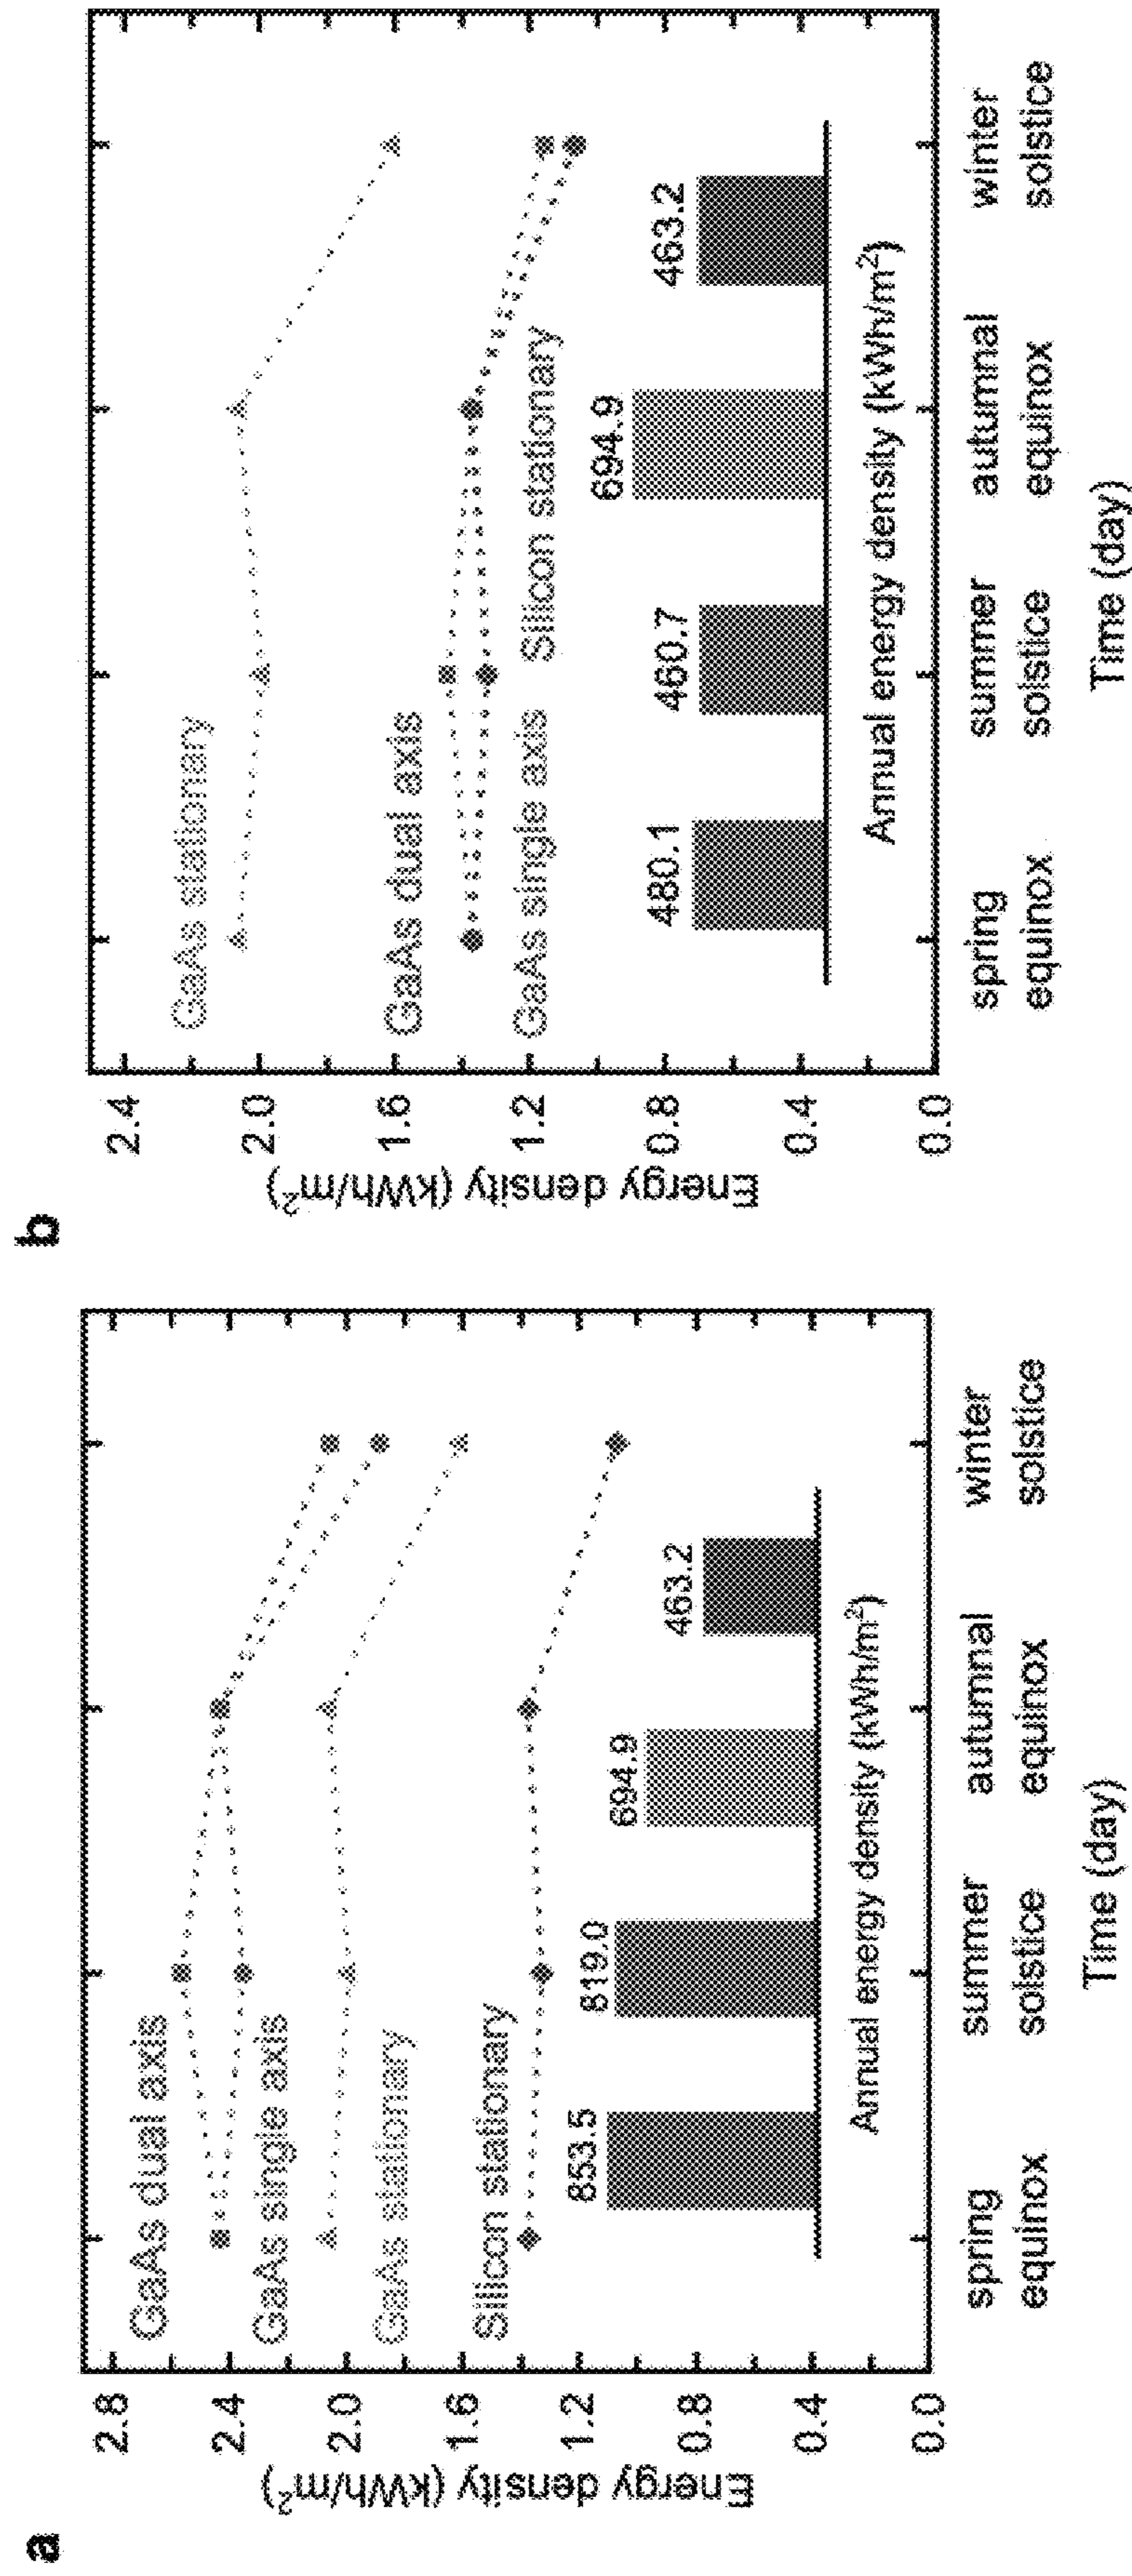 a
Energy density (kWh/m²)
2.8
2.4
2.0
1.6
1.2
0.8
0.4
0.0
GaAs dual axis
GaAs single axis
GaAs stationary
Silicon stationary
853.5
819.0
694.9
463.2
Annual energy density (kWh/m²)
spring equinox
summer solstice
autumnal equinox
winter solstice
Time (day)
b
Energy density (kWh/m²)
2.4
2.0
1.6
1.2
0.8
0.4
0.0
GaAs stationary
GaAs dual axis
GaAs single axis
Silicon stationary
480.1
460.7
694.9
463.2
Annual energy density (kWh/m²)
spring equinox
summer solstice
autumnal equinox
winter solstice
Time (day)